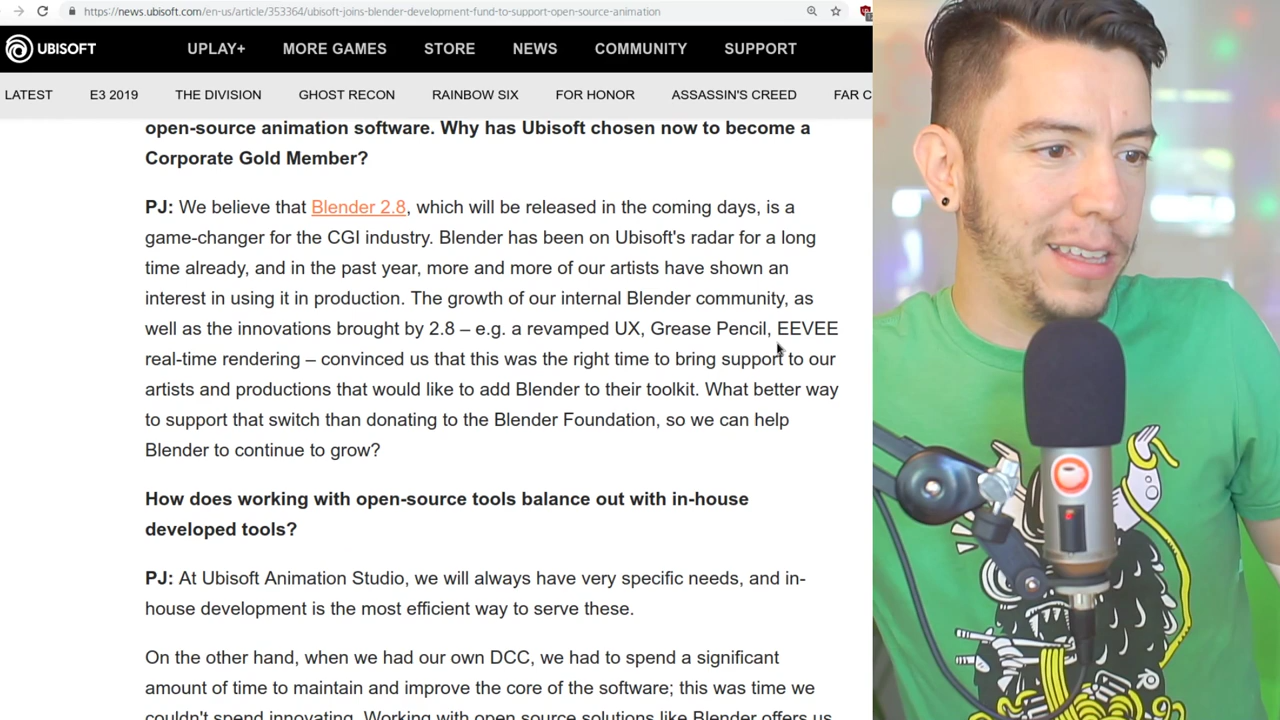 https://news.ubisoft.com/en-us/article/353364/ubisoft-joins-blender-development-fund-to-support-open-source-animation
UBISOFT UPLAY+ MORE GAMES STORE NEWS COMMUNITY SUPPORT
LATEST E3 2019 THE DIVISION GHOST RECON RAINBOW SIX FOR HONOR ASSASSIN'S CREED FAR C
open-source animation software. Why has Ubisoft chosen now to become a
Corporate Gold Member?
PJ: We believe that Blender 2.8, which will be released in the coming days, is a
game-changer for the CGI industry. Blender has been on Ubisoft's radar for a long
time already, and in the past year, more and more of our artists have shown an
interest in using it in production. The growth of our internal Blender community, as
well as the innovations brought by 2.8 – e.g. a revamped UX, Grease Pencil, EEVEE
real-time rendering – convinced us that this was the right time to bring support to our
artists and productions that would like to add Blender to their toolkit. What better way
to support that switch than donating to the Blender Foundation, so we can help
Blender to continue to grow?
How does working with open-source tools balance out with in-house
developed tools?
PJ: At Ubisoft Animation Studio, we will always have very specific needs, and in-
house development is the most efficient way to serve these.
On the other hand, when we had our own DCC, we had to spend a significant
amount of time to maintain and improve the core of the software; this was time we
couldn't spend innovating. Working with open source solutions like Blender offers us